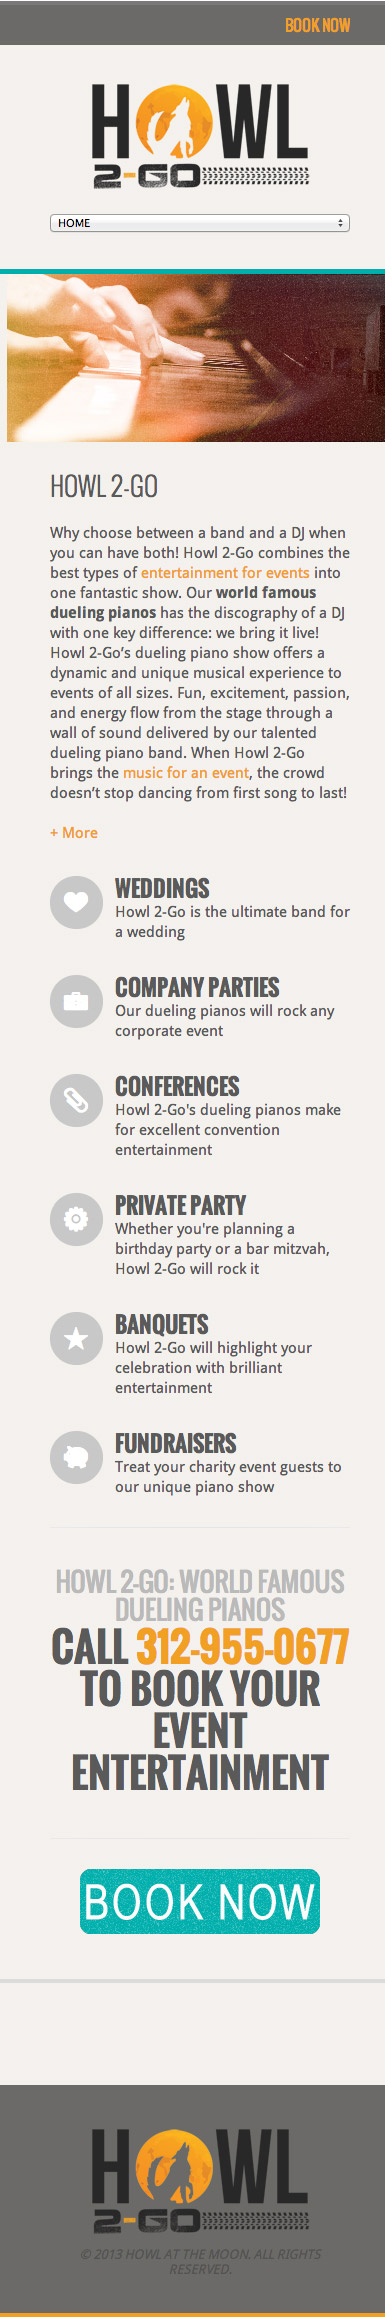 BOOK NOW
HOWL
2-GO
HOME
HOWL 2-GO
Why choose between a band and a DJ when
you can have both! Howl 2-Go combines the
best types of entertainment for events into
one fantastic show. Our world famous
dueling pianos has the discography of a DJ
with one key difference: we bring it live!
Howl 2-Go’s dueling piano show offers a
dynamic and unique musical experience to
events of all sizes. Fun, excitement, passion,
and energy flow from the stage through a
wall of sound delivered by our talented
dueling piano band. When Howl 2-Go
brings the music for an event, the crowd
doesn’t stop dancing from first song to last!
+ More
WEDDINGS
Howl 2-Go is the ultimate band for
a wedding
COMPANY PARTIES
Our dueling pianos will rock any
corporate event
CONFERENCES
Howl 2-Go's dueling pianos make
for excellent convention
entertainment
PRIVATE PARTY
Whether you're planning a
birthday party or a bar mitzvah,
Howl 2-Go will rock it
BANQUETS
Howl 2-Go will highlight your
celebration with brilliant
entertainment
FUNDRAISERS
Treat your charity event guests to
our unique piano show
HOWL 2-GO: WORLD FAMOUS
DUELING PIANOS
CALL 312-955-0677
TO BOOK YOUR
EVENT
ENTERTAINMENT
BOOK NOW
HOWL
2-GO
© 2013 HOWL AT THE MOON. ALL RIGHTS
RESERVED.